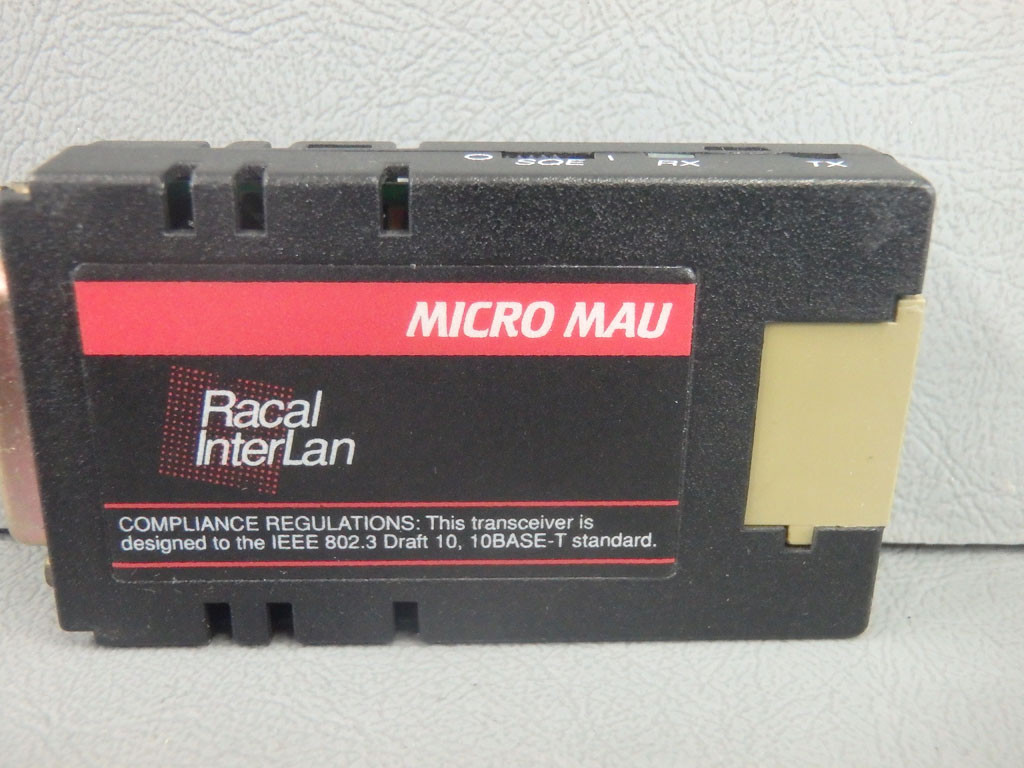 O SQE I RX TX
MICRO MAU
Racal
InterLan
COMPLIANCE REGULATIONS: This transceiver is
designed to the IEEE 802.3 Draft 10, 10BASE-T standard.